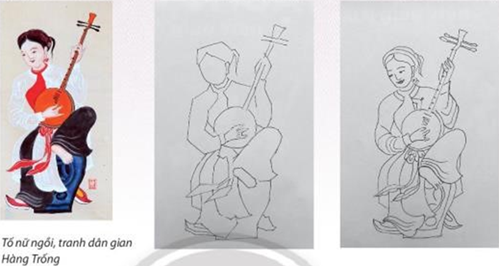 Tố nữ ngồi, tranh dân gian
Hàng Trống